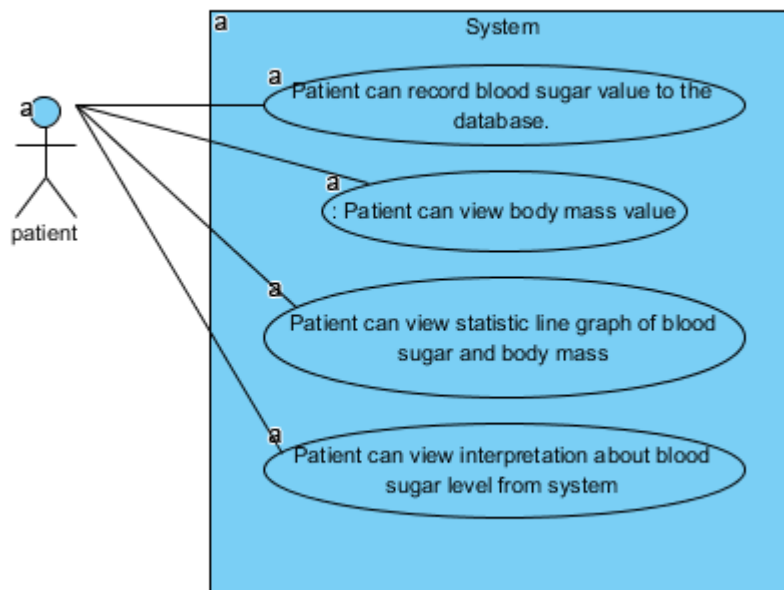 a
System
a
Patient can record blood sugar value to the
database.
a
patient
a
: Patient can view body mass value
a
Patient can view statistic line graph of blood
sugar and body mass
a
Patient can view interpretation about blood
sugar level from system